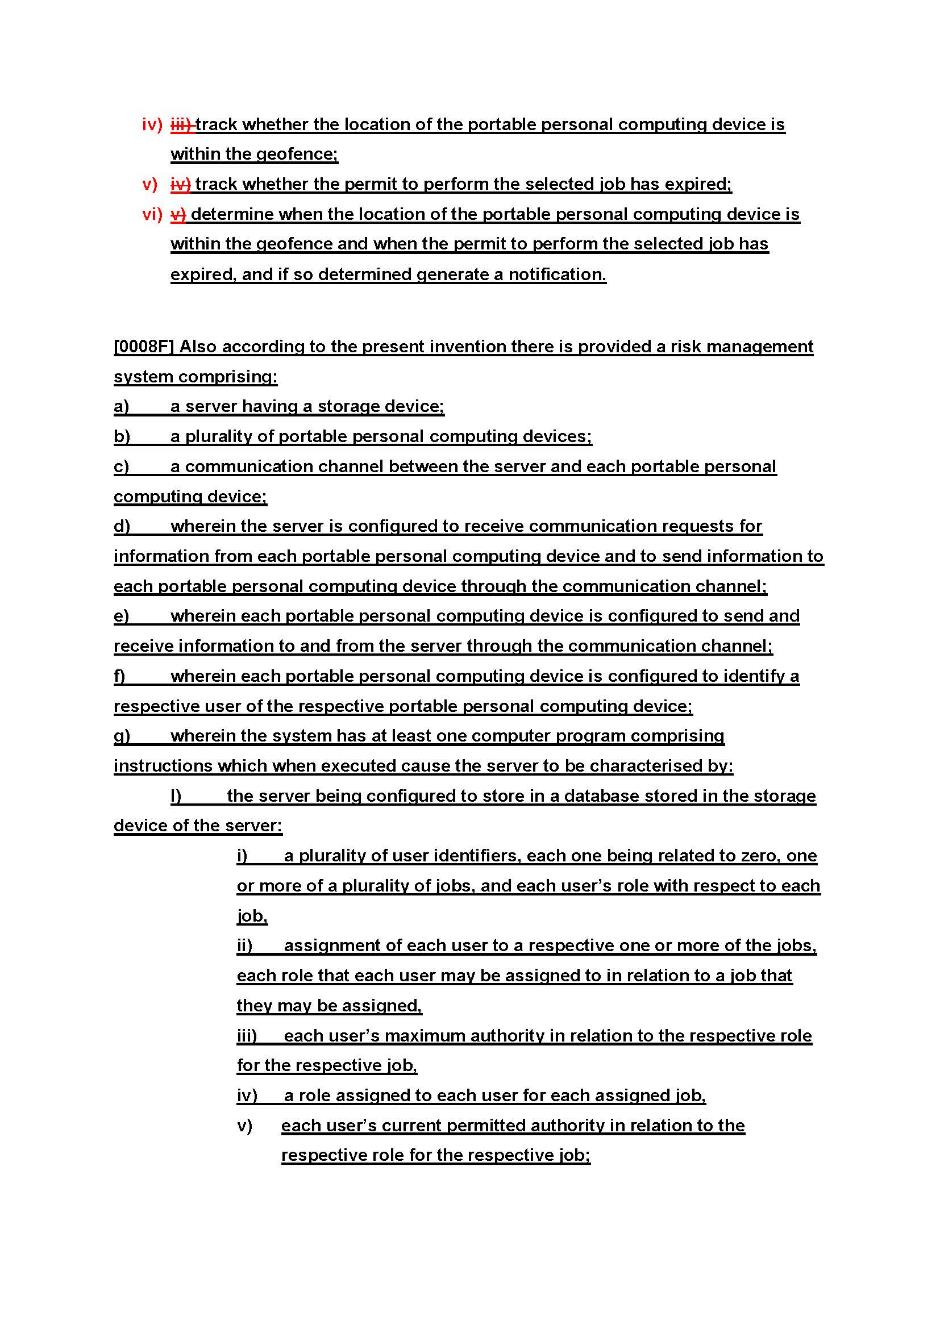 iv) iii) track whether the location of the portable personal computing device is
within the geofence;
v) iv) track whether the permit to perform the selected job has expired;
vi) v) determine when the location of the portable personal computing device is
within the geofence and when the permit to perform the selected job has
expired, and if so determined generate a notification.
[0008F] Also according to the present invention there is provided a risk management
system comprising:
a) a server having a storage device;
b) a plurality of portable personal computing devices;
c) a communication channel between the server and each portable personal
computing device;
d) wherein the server is configured to receive communication requests for
information from each portable personal computing device and to send information to
each portable personal computing device through the communication channel;
e) wherein each portable personal computing device is configured to send and
receive information to and from the server through the communication channel;
f) wherein each portable personal computing device is configured to identify a
respective user of the respective portable personal computing device;
g) wherein the system has at least one computer program comprising
instructions which when executed cause the server to be characterised by:
I) the server being configured to store in a database stored in the storage
device of the server:
i) a plurality of user identifiers, each one being related to zero, one
or more of a plurality of jobs, and each user’s role with respect to each
job,
ii) assignment of each user to a respective one or more of the jobs,
each role that each user may be assigned to in relation to a job that
they may be assigned,
iii) each user’s maximum authority in relation to the respective role
for the respective job,
iv) a role assigned to each user for each assigned job,
v) each user’s current permitted authority in relation to the
respective role for the respective job;